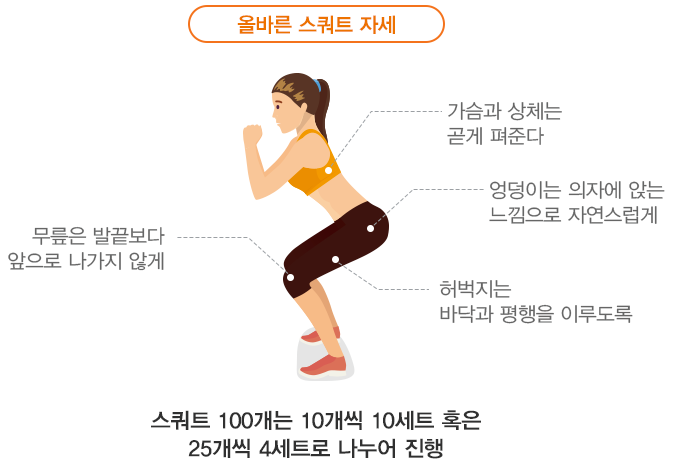 올바른 스쿼트 자세
가슴과 상체는
곧게 펴준다
엉덩이는 의자에 앉는
느낌으로 자연스럽게
무릎은 발끝보다
앞으로 나가지 않게
허벅지는
바닥과 평행을 이루도록
스쿼트 100개는 10개씩 10세트 혹은
25개씩 4세트로 나누어 진행